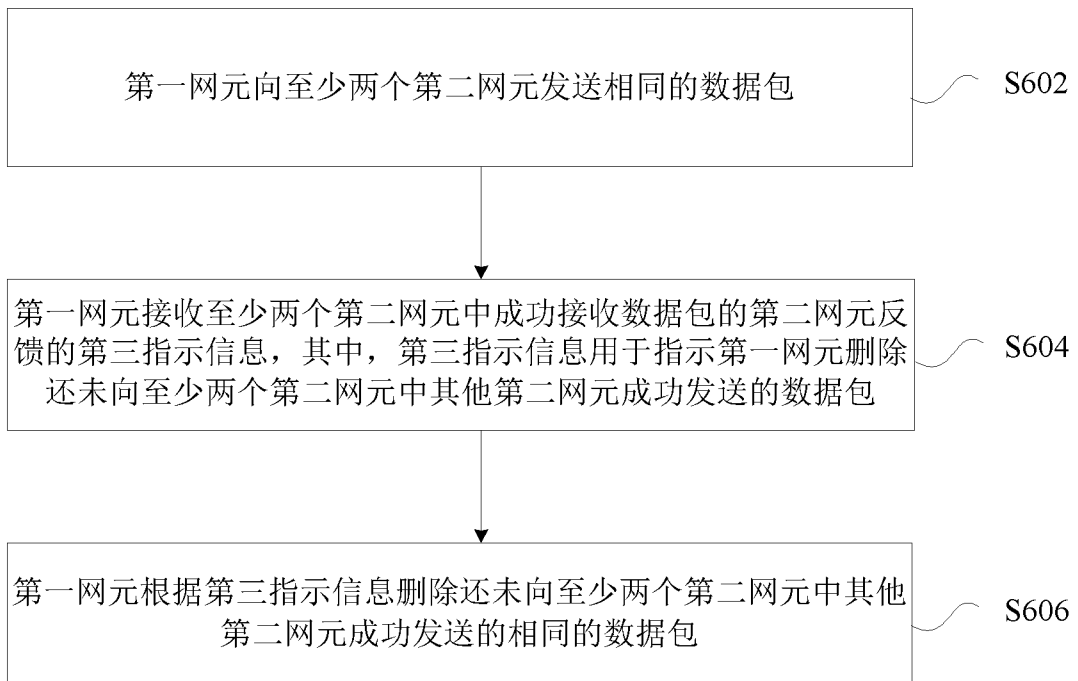 第一网元向至少两个第二网元发送相同的数据包
S602
第一网元接收至少两个第二网元中成功接收数据包的第二网元反
馈的第三指示信息，其中，第三指示信息用于指示第一网元删除
还未向至少两个第二网元中其他第二网元成功发送的数据包
S604
第一网元根据第三指示信息删除还未向至少两个第二网元中其他
第二网元成功发送的相同的数据包
S606